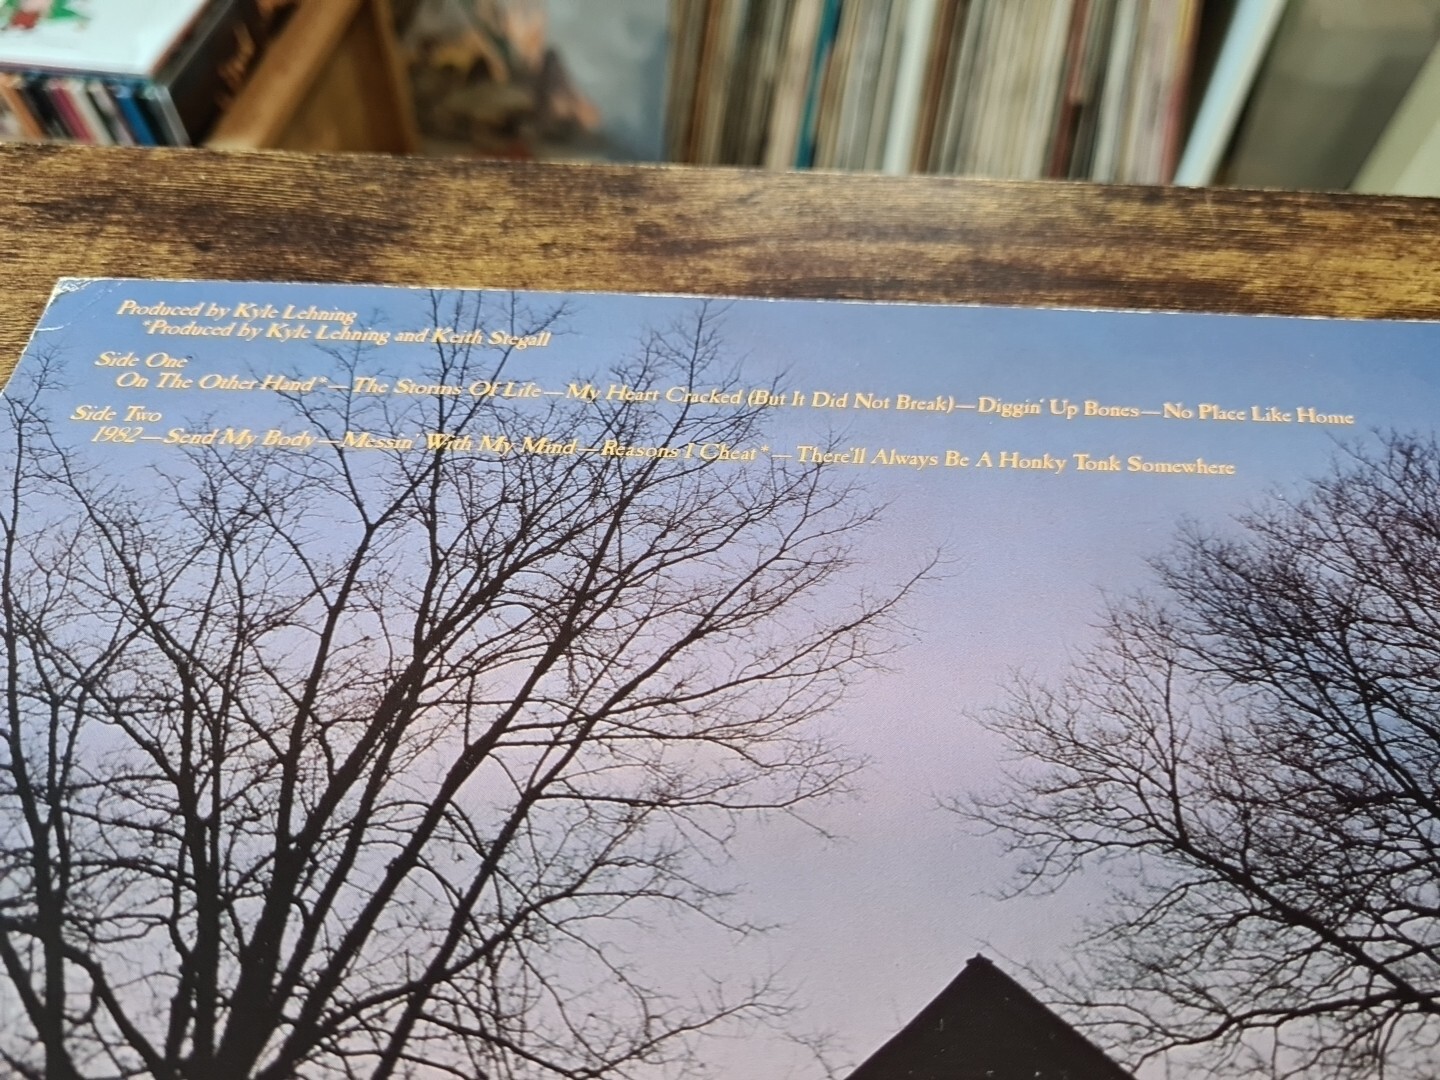 Produced by Kyle Lehning
*Produced by Kyle Lehning and Keith Stegall
Side One
On The Other Hand*—The Storms Of Life—My Heart Cracked (But It Did Not Break)—Diggin' Up Bones—No Place Like Home
Side Two
1982—Send My Body—Messin' With My Mind—Reasons I Cheat*—There'll Always Be A Honky Tonk Somewhere